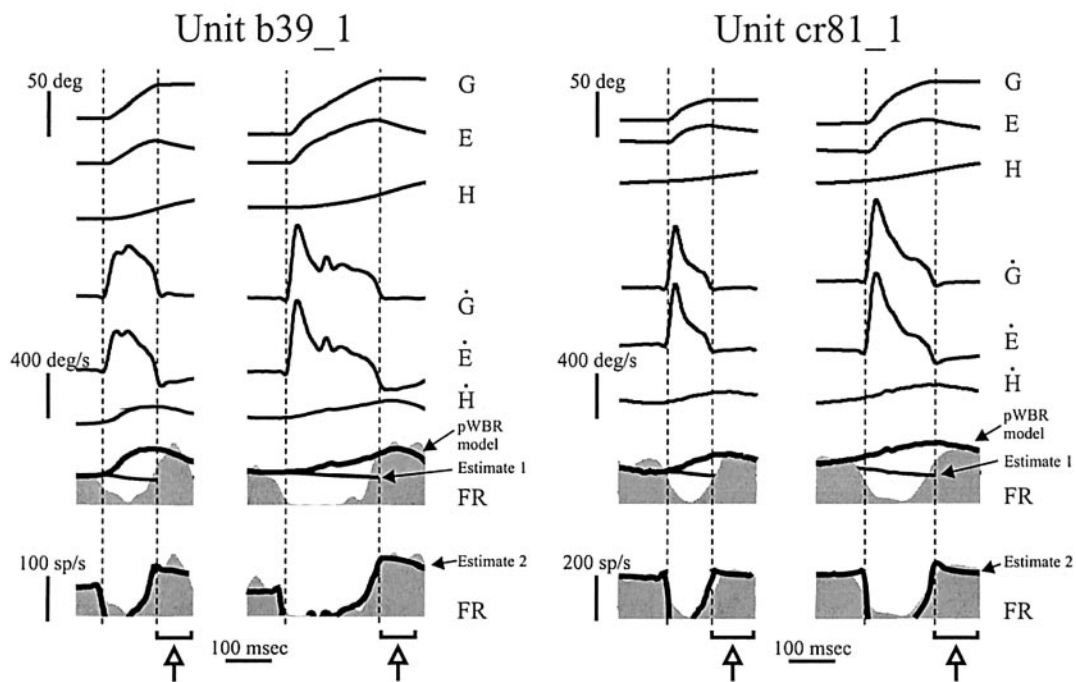 Unit b39_1
Unit cr81_1
50 deg
G
E
H
Ġ
Ė
400 deg/s
Ḣ
pWBR
model
Estimate 1
FR
100 sp/s
Estimate 2
FR
100 msec
50 deg
G
E
H
Ġ
Ė
400 deg/s
Ḣ
pWBR
model
Estimate 1
FR
200 sp/s
Estimate 2
FR
100 msec